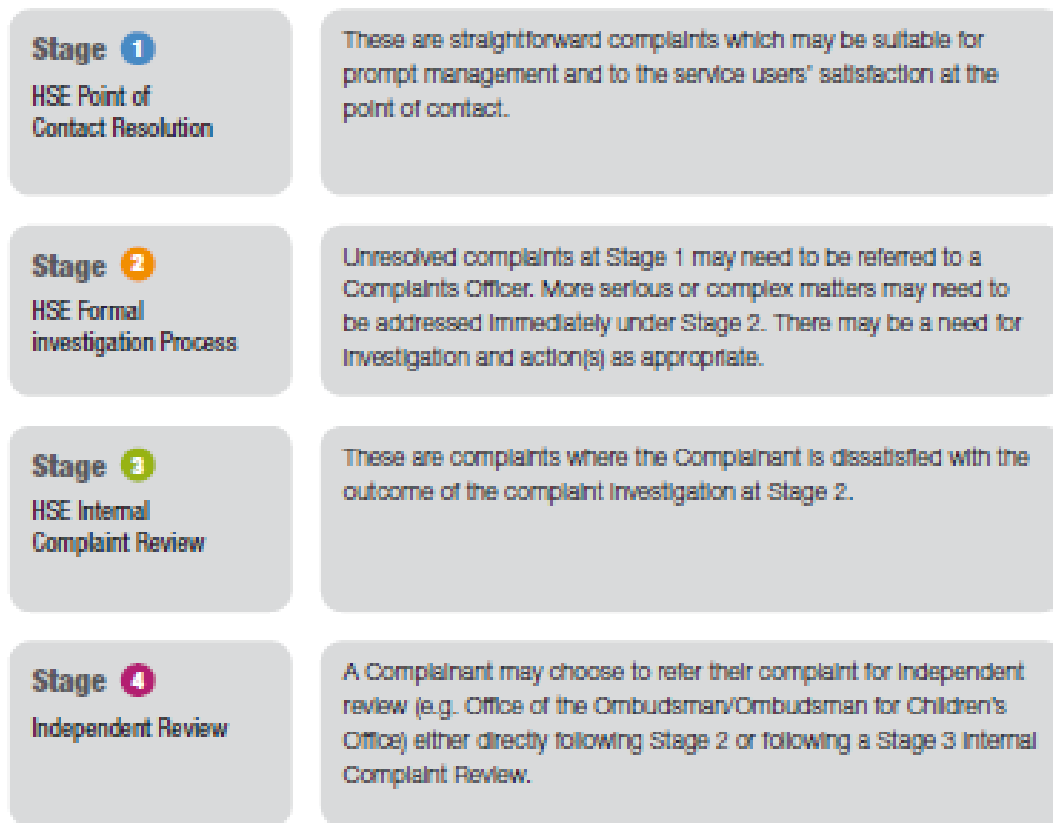 Stage 1
HSE Point of
Contact Resolution
These are straightforward complaints which may be suitable for
prompt management and to the service users' satisfaction at the
point of contact.
Stage 2
HSE Formal
investigation Process
Unresolved complaints at Stage 1 may need to be referred to a
Complaints Officer. More serious or complex matters may need to
be addressed immediately under Stage 2. There may be a need for
investigation and action(s) as appropriate.
Stage 3
HSE Internal
Complaint Review
These are complaints where the Complainant is dissatisfied with the
outcome of the complaint investigation at Stage 2.
Stage 4
Independent Review
A Complainant may choose to refer their complaint for independent
review (e.g. Office of the Ombudsman/Ombudsman for Children's
Office) either directly following Stage 2 or following a Stage 3 Internal
Complaint Review.